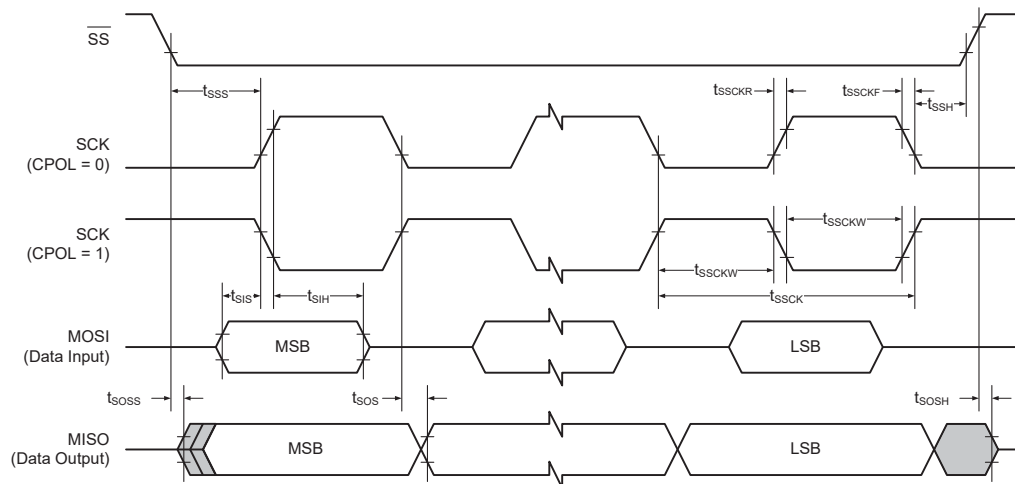 SS
tSSS
tSSCKR
tSSCKF
tSSH
SCK
(CPOL = 0)
SCK
(CPOL = 1)
tSSCKW
tSSCKW
tSSCK
tSIS
tSIH
MOSI
(Data Input)
MSB
LSB
tSOSS
tSOS
tSOSH
MISO
(Data Output)
MSB
LSB